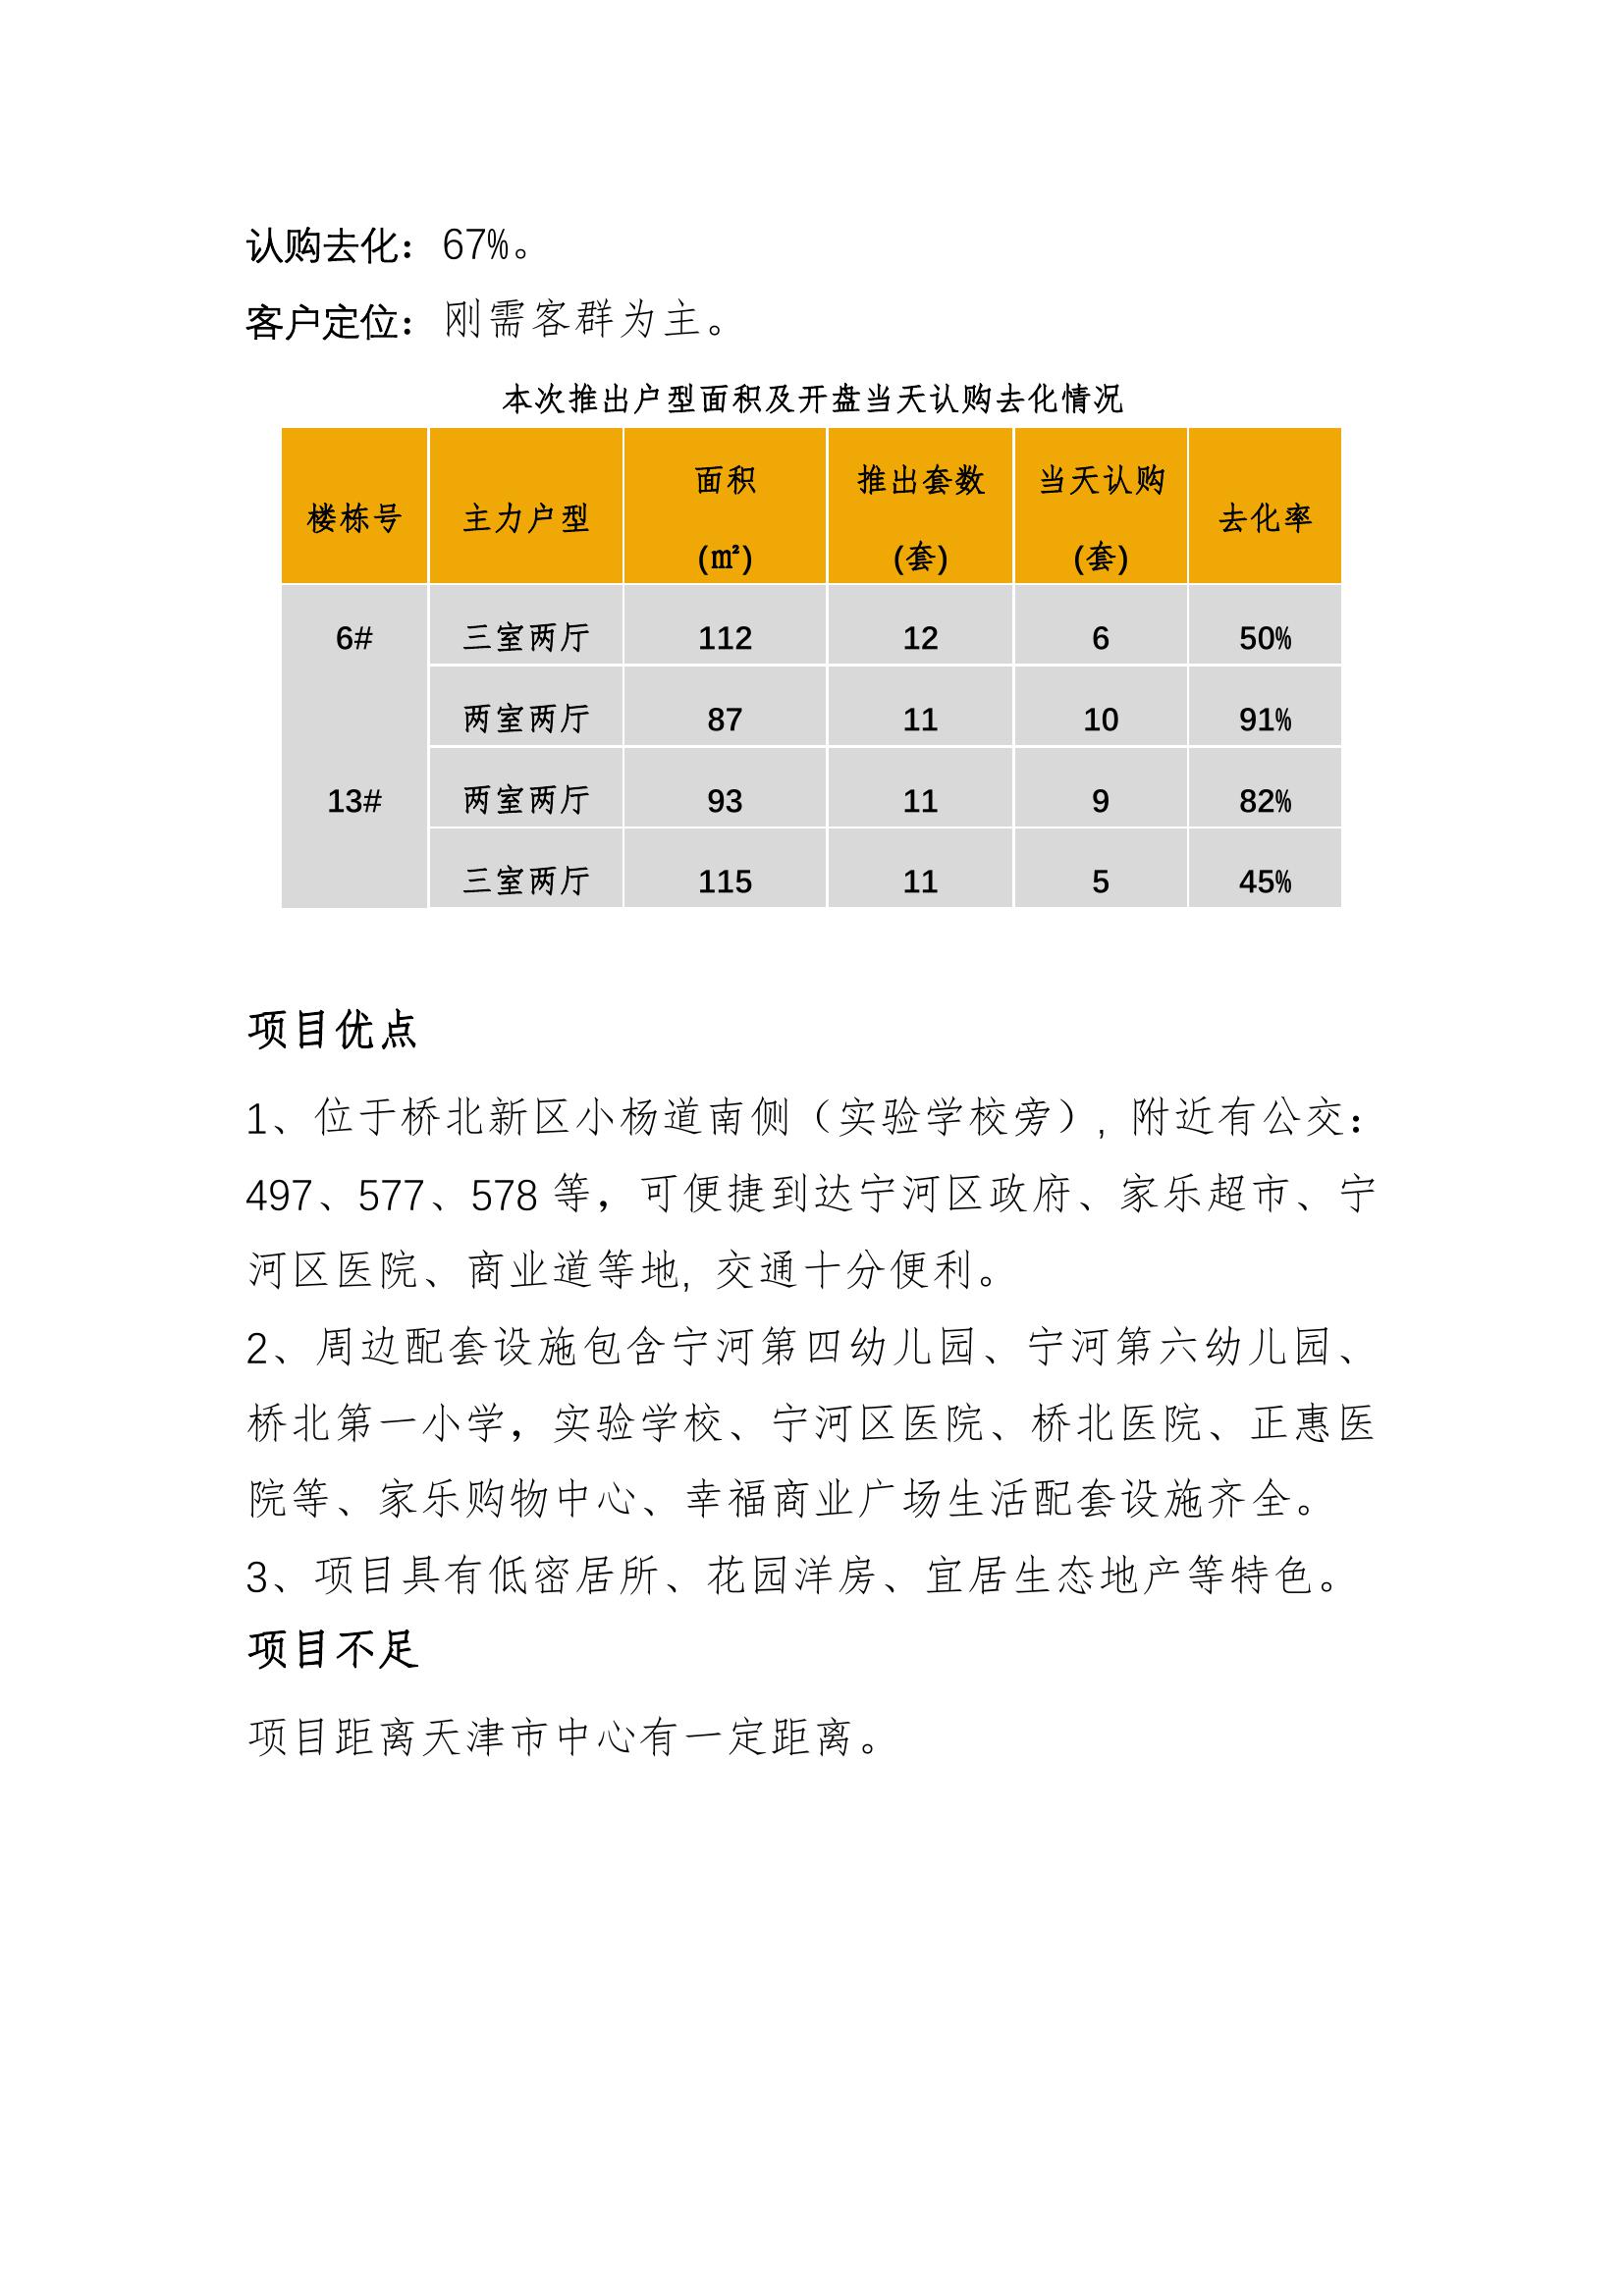 认购去化：67%。
客户定位：刚需客群为主。
本次推出户型面积及开盘当天认购去化情况
楼栋号 主力户型 面积(㎡) 推出套数(套) 当天认购(套) 去化率
6# 三室两厅 112 12 6 50%
两室两厅 87 11 10 91%
13# 两室两厅 93 11 9 82%
三室两厅 115 11 5 45%
项目优点
1、位于桥北新区小杨道南侧（实验学校旁）, 附近有公交：
497、577、578 等，可便捷到达宁河区政府、家乐超市、宁
河区医院、商业道等地, 交通十分便利。
2、周边配套设施包含宁河第四幼儿园、宁河第六幼儿园、
桥北第一小学，实验学校、宁河区医院、桥北医院、正惠医
院等、家乐购物中心、幸福商业广场生活配套设施齐全。
3、项目具有低密居所、花园洋房、宜居生态地产等特色。
项目不足
项目距离天津市中心有一定距离。